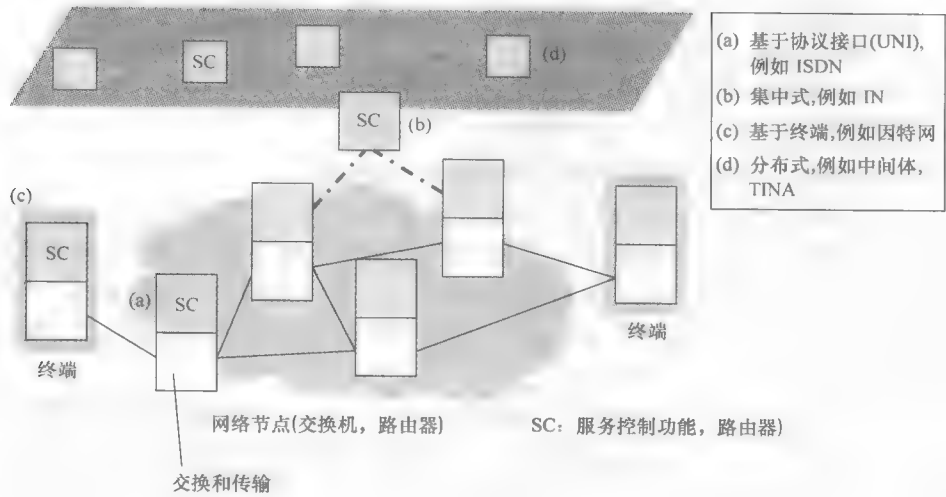 (a) 基于协议接口(UNI),
例如 ISDN
(b) 集中式,例如 IN
(c) 基于终端,例如因特网
(d) 分布式,例如中间体,
TINA
SC
(d)
SC
(b)
(c)
SC
(a)
SC
终端
终端
网络节点(交换机，路由器)
SC：服务控制功能，路由器)
交换和传输